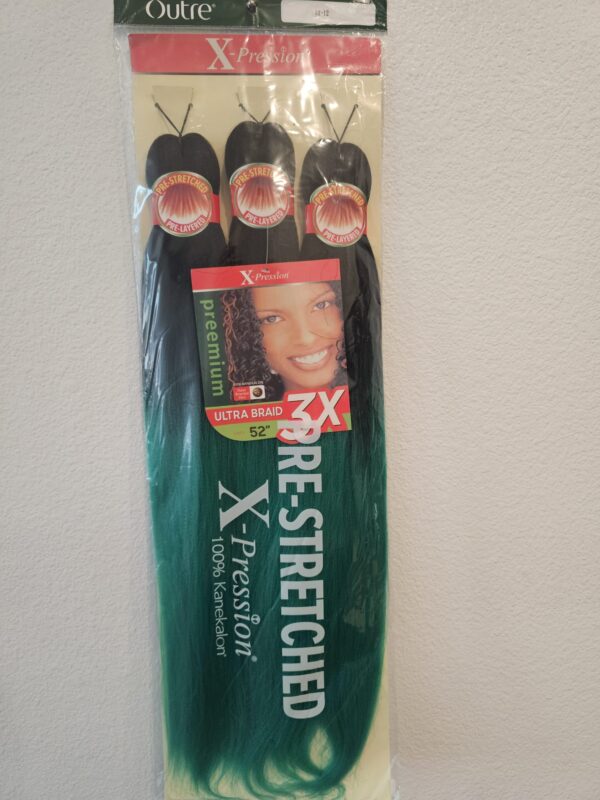 Outre®
X-Pression®
PRE-STRETCHED
PRE-LAYERED
PRE-STRETCHED
PRE-LAYERED
PRE-STRETCHED
PRE-LAYERED
X-Pression®
preemium
ULTRA BRAID
3X
52"
PRE-STRETCHED
X-Pression®
100% Kanekalon®